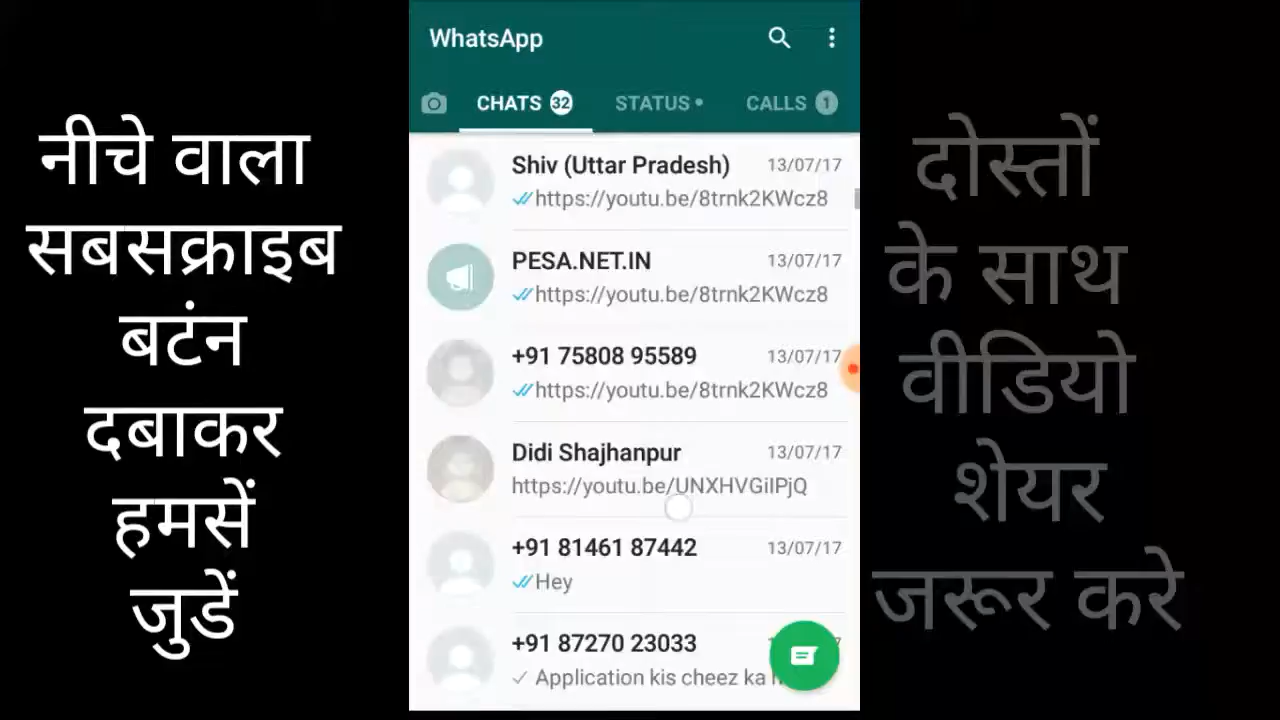 नीचे वाला
सबसक्राइब
बटंन
दबाकर
हमसें
जुडें
WhatsApp
CHATS 32 STATUS CALLS 1
Shiv (Uttar Pradesh) 13/07/17
https://youtu.be/8trnk2KWcz8
PESA.NET.IN 13/07/17
https://youtu.be/8trnk2KWcz8
+91 75808 95589 13/07/17
https://youtu.be/8trnk2KWcz8
Didi Shajhanpur 13/07/17
https://youtu.be/UNXHVGiIPjQ
+91 81461 87442 13/07/17
Hey
+91 87270 23033
Application kis cheez ka
दोस्तों
के साथ
वीडियो
शेयर
जरूर करे